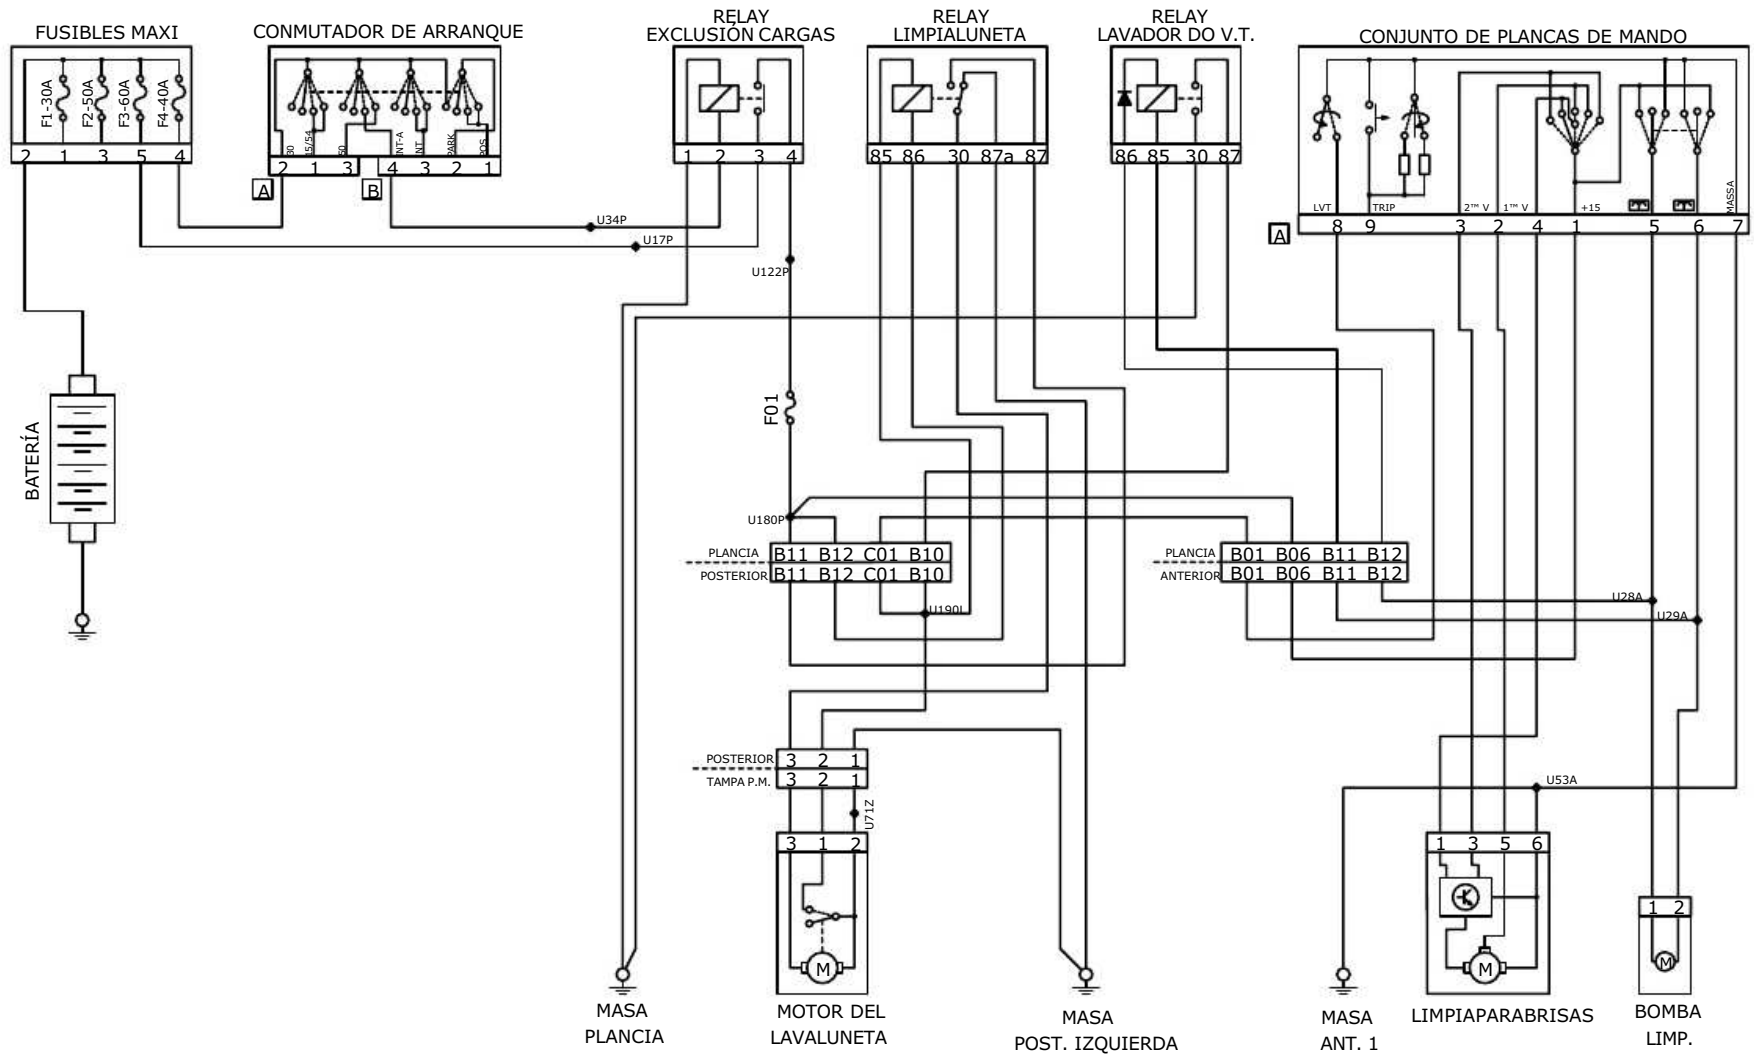 FUSIBLES MAXI
F1-30A
F2-50A
F3-60A
F4-40A
2 1 3 5 4
CONMUTADOR DE ARRANQUE
30
15/54
50
INT-A
INT
PARK
POS
2 1 3 4 3 2 1
A
B
RELAY
EXCLUSIÓN CARGAS
1 2 3 4
RELAY
LIMPIALUNETA
85 86 30 87a 87
RELAY
LAVADOR DO V.T.
86 85 30 87
CONJUNTO DE PLANCAS DE MANDO
LVT
TRIP
2™ V
1™ V
+15
MASSA
A
8 9 3 2 4 1 5 6 7
U34P
U17P
U122P
F01
BATERÍA
U180P
PLANCIA
B11 B12 C01 B10
POSTERIOR
B11 B12 C01 B10
U190L
PLANCIA
B01 B06 B11 B12
ANTERIOR
B01 B06 B11 B12
U28A
U29A
POSTERIOR
3 2 1
TAMPA P.M.
3 2 1
U71Z
3 1 2
M
U53A
1 3 5 6
M
1 2
M
MASA
PLANCIA
MOTOR DEL
LAVALUNETA
MASA
POST. IZQUIERDA
MASA
ANT. 1
LIMPIAPARABRISAS
BOMBA
LIMP.